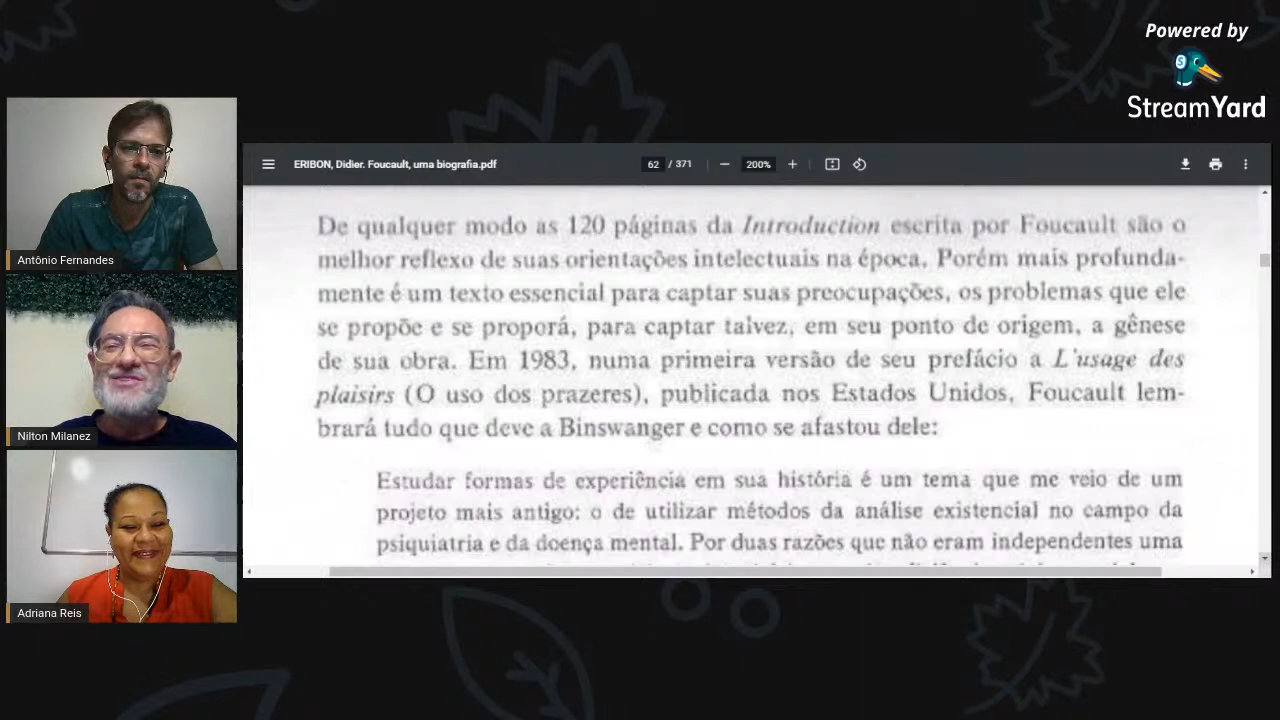 Powered by
StreamYard
ERIBON, Didier. Foucault, uma biografia.pdf
62 / 371
200%
De qualquer modo as 120 páginas da Introduction escrita por Foucault são o
melhor reflexo de suas orientações intelectuais na época. Porém mais profunda-
mente é um texto essencial para captar suas preocupações, os problemas que ele
se propõe e se proporá, para captar talvez, em seu ponto de origem, a gênese
de sua obra. Em 1983, numa primeira versão de seu prefácio a L'usage des
plaisirs (O uso dos prazeres), publicada nos Estados Unidos, Foucault lem-
brará tudo que deve a Binswanger e como se afastou dele:
Estudar formas de experiência em sua história é um tema que me veio de um
projeto mais antigo: o de utilizar métodos da análise existencial no campo da
psiquiatria e da doença mental. Por duas razões que não eram independentes uma
Antônio Fernandes
Nilton Milanez
Adriana Reis